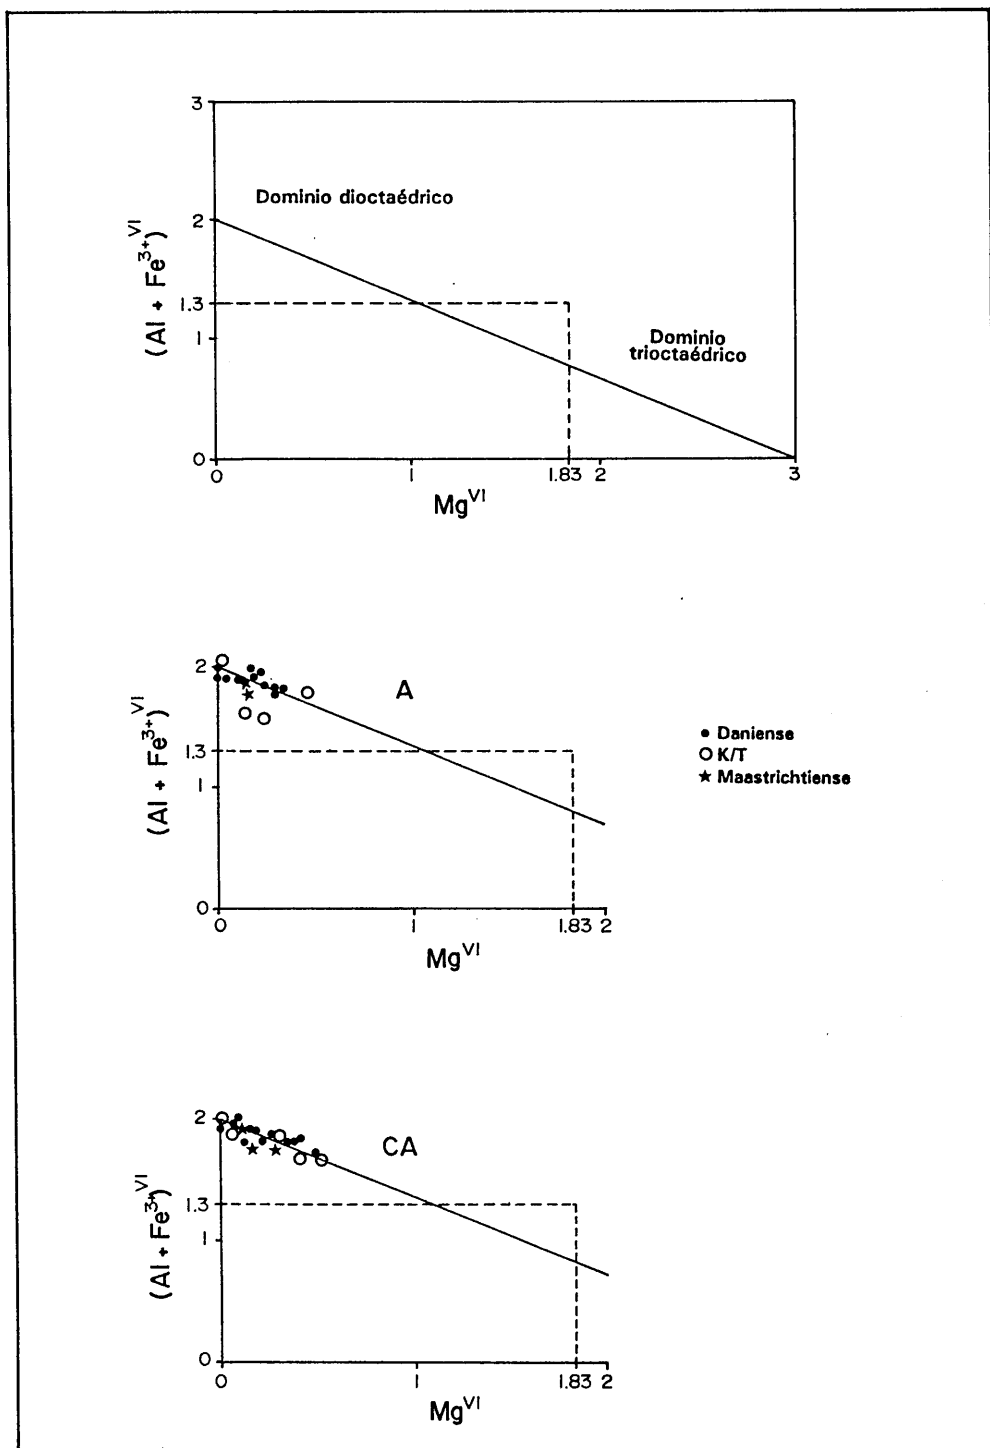 3
Dominio dioctaédrico
2
(Al + Fe³⁺)ⱽᴵ
1.3
1
Dominio
trioctaédrico
0
0 1 1.83 2 3
Mgⱽᴵ
2
A
(Al + Fe³⁺)ⱽᴵ
1.3
1
Daniense
K/T
Maastrichtiense
0
0 1 1.83 2
Mgⱽᴵ
2
CA
(Al + Fe³⁺)ⱽᴵ
1.3
1
0
0 1 1.83 2
Mgⱽᴵ